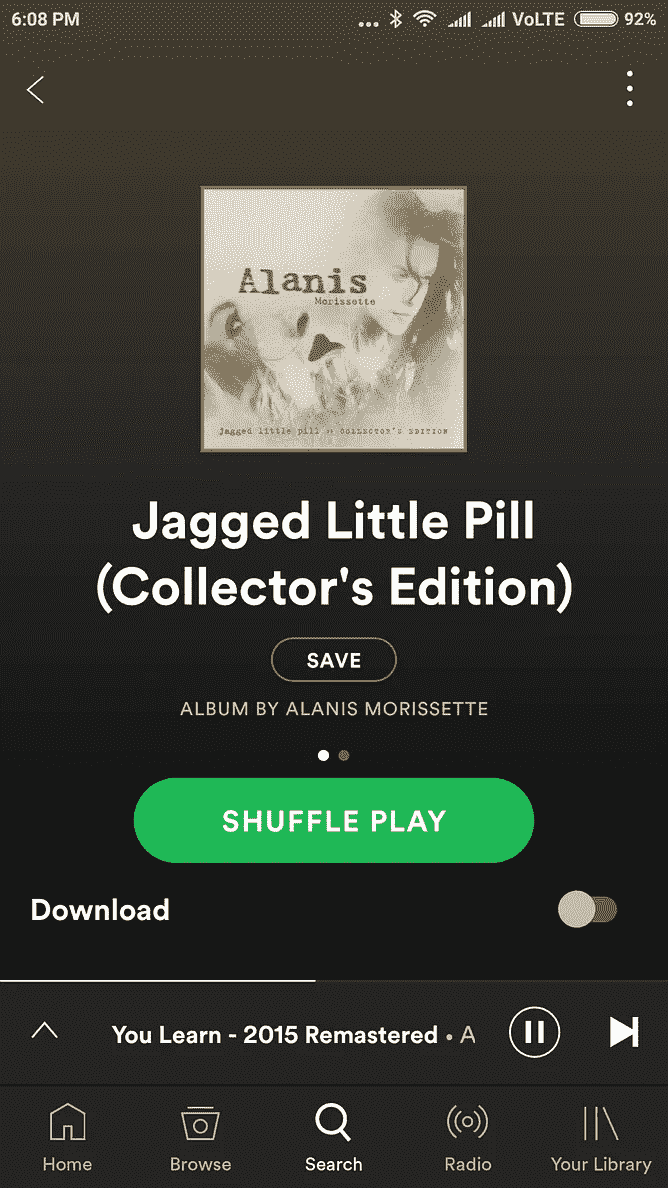 6:08 PM ... VoLTE 92%
Alanis
Morissette
Jagged little pill :: COLLECTOR'S EDITION
Jagged Little Pill
(Collector's Edition)
SAVE
ALBUM BY ALANIS MORISSETTE
SHUFFLE PLAY
Download
You Learn - 2015 Remastered • A
Home Browse Search Radio Your Library